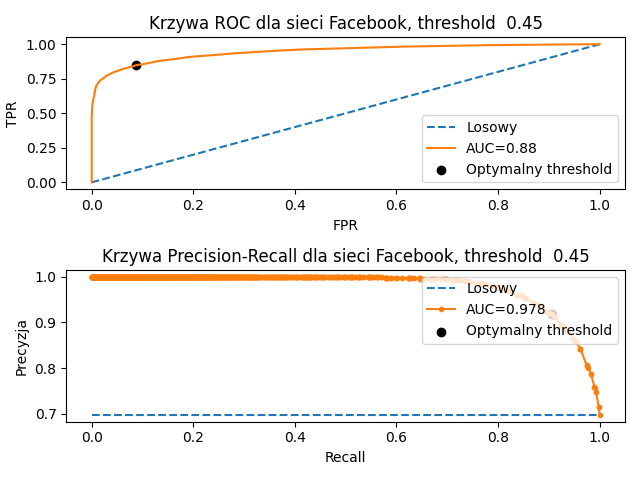 Krzywa ROC dla sieci Facebook, threshold  0.45
1.00
0.75
0.50
0.25
0.00
TPR
Losowy
AUC=0.88
Optymalny threshold
0.0 0.2 0.4 0.6 0.8 1.0
FPR
Krzywa Precision-Recall dla sieci Facebook, threshold  0.45
1.0
0.9
0.8
0.7
Precyzja
Losowy
AUC=0.978
Optymalny threshold
0.0 0.2 0.4 0.6 0.8 1.0
Recall